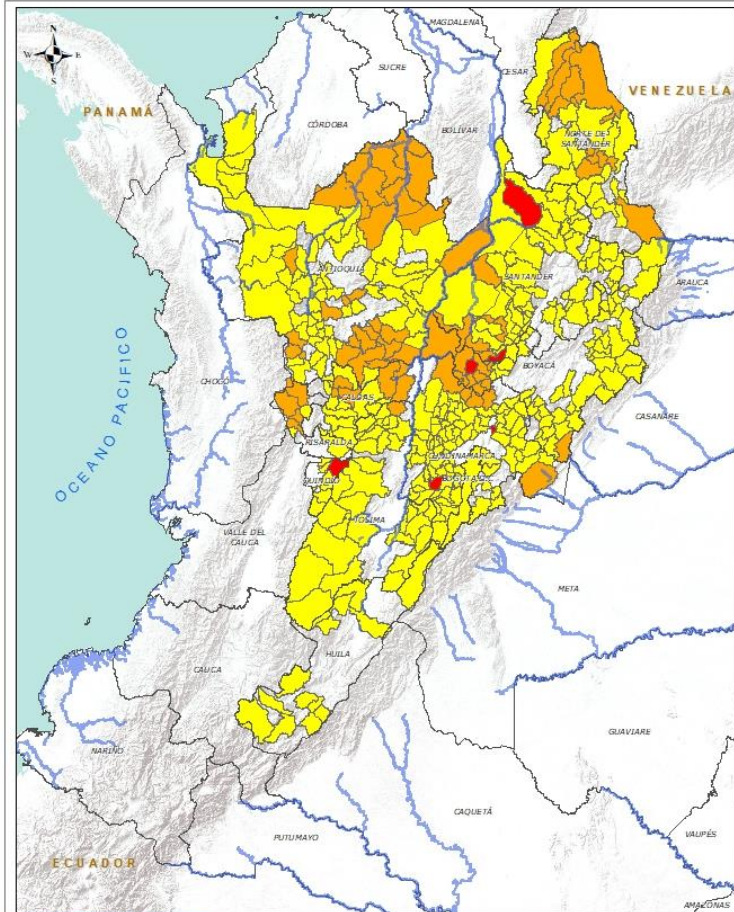 MAGDALENA
N
W E
S
SUCRE
CESAR
VENEZUELA
PANAMÁ
CÓRDOBA
BOLÍVAR
NORTE DE
SANTANDER
ANTIOQUIA
SANTANDER
ARAUCA
OCEANO PACIFICO
CHOCÓ
BOYACÁ
CALDAS
CASANARE
RISARALDA
CUNDINAMARCA
QUINDÍO
BOGOTÁ D.C.
TOLIMA
VALLE DEL
CAUCA
META
HUILA
CAUCA
GUAVIARE
NARIÑO
CAQUETÁ
PUTUMAYO
VAUPÉS
ECUADOR
AMAZONAS